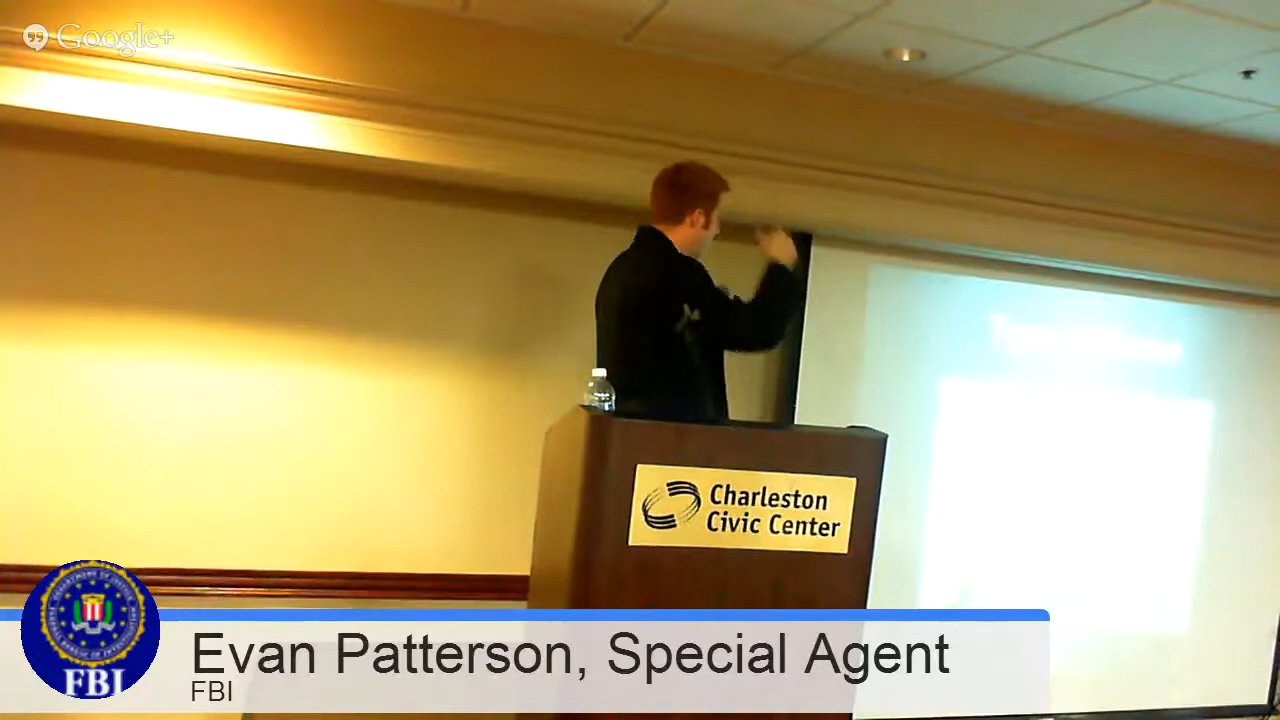 Google+
Charleston
Civic Center
FBI
Evan Patterson, Special Agent
FBI